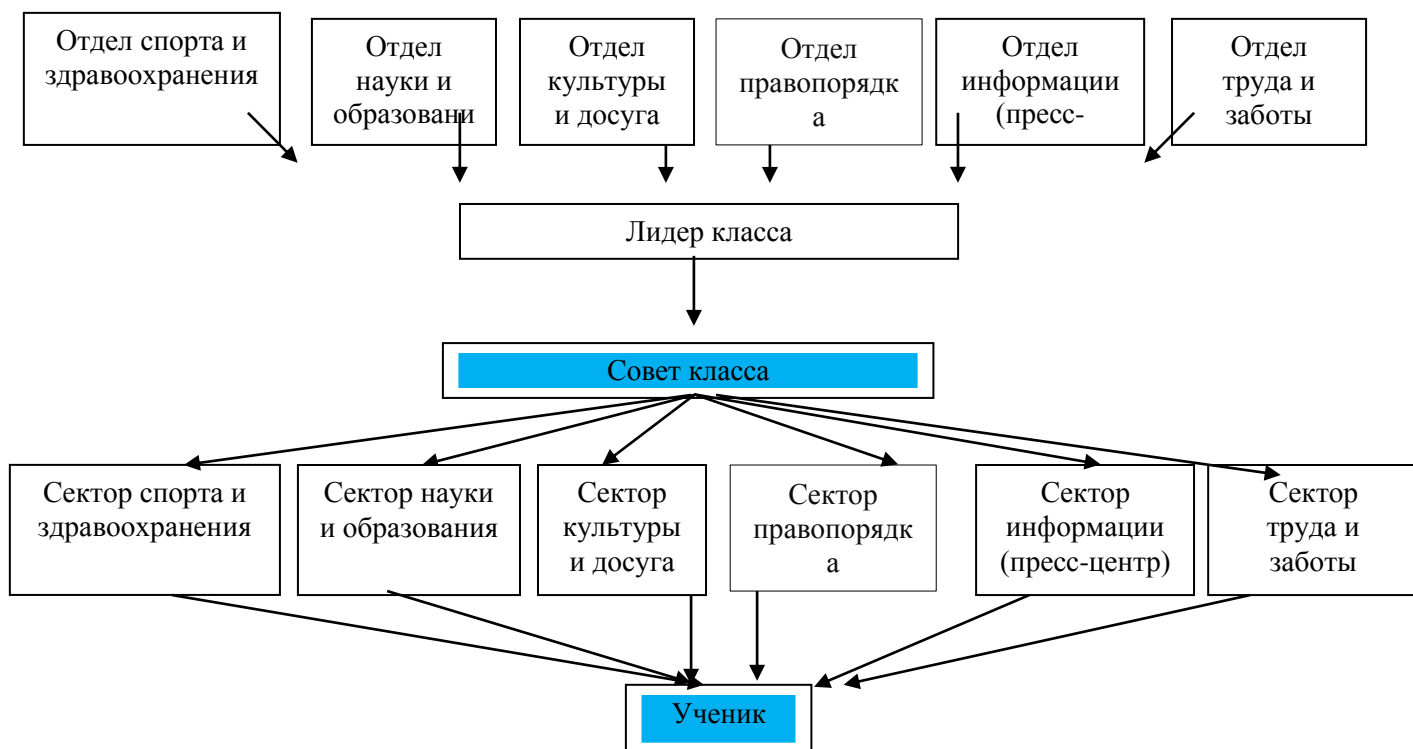 Отдел спорта и
здравоохранения
Отдел
науки и
образовани
Отдел
культуры
и досуга
Отдел
правопорядк
а
Отдел
информации
(пресс-
Отдел
труда и
заботы
Лидер класса
Совет класса
Сектор спорта и
здравоохранения
Сектор науки
и образования
Сектор
культуры
и досуга
Сектор
правопорядк
а
Сектор
информации
(пресс-центр)
Сектор
труда и
заботы
Ученик